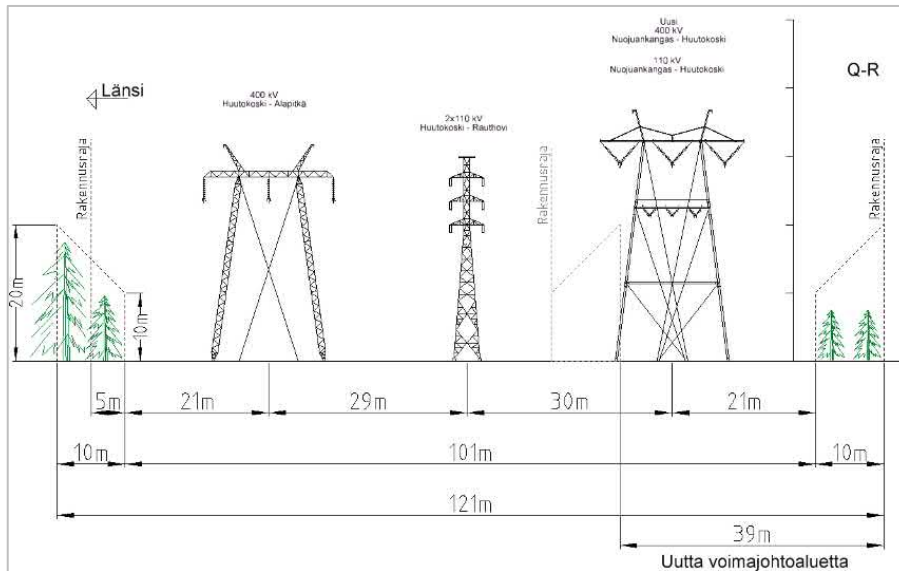 Uusi
400 kV
Nuojuankangas - Huutokoski
110 kV
Nuojuankangas - Huutokoski
Q-R
Länsi
400 kV
Huutokoski - Alapitkä
2x110 kV
Huutokoski - Rauthovi
Rakennusraja
Rakennusraja
Rakennusraja
20m
10m
5m
21m
29m
30m
21m
10m
101m
10m
121m
39m
Uutta voimajohtoaluetta